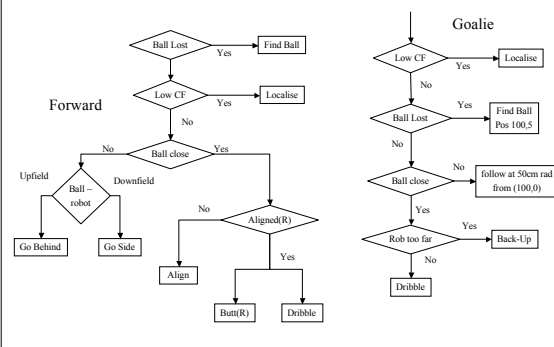 Forward
Ball Lost
Yes
Find Ball
Low CF
Yes
Localise
No
Ball close
No
Yes
Upfield
Downfield
Ball ~
robot
Go Behind
Go Side
Aligned(R)
No
Yes
Align
Butt(R)
Dribble
Goalie
Low CF
Yes
Localise
No
Ball Lost
Yes
Find Ball
Pos 100,5
No
Ball close
No
follow at 50cm rad
from (100,0)
Yes
Rob too far
Yes
Back-Up
No
Dribble